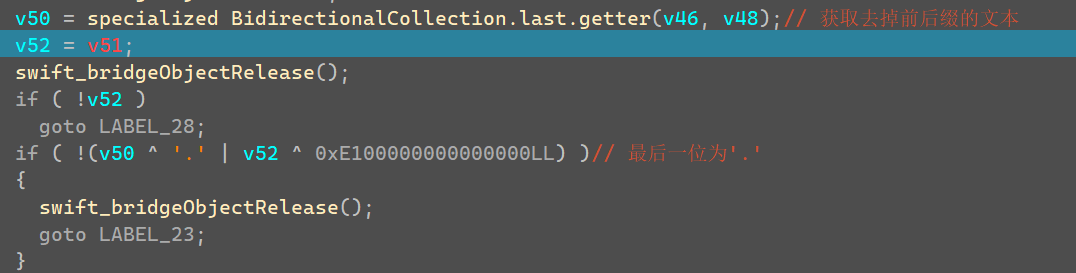 v50 = specialized BidirectionalCollection.last.getter(v46, v48);// 获取去掉前后缀的文本
v52 = v51;
swift_bridgeObjectRelease();
if ( !v52 )
  goto LABEL_28;
if ( !(v50 ^ '.' | v52 ^ 0xE100000000000000LL) )// 最后一位为'.'
{
  swift_bridgeObjectRelease();
  goto LABEL_23;
}